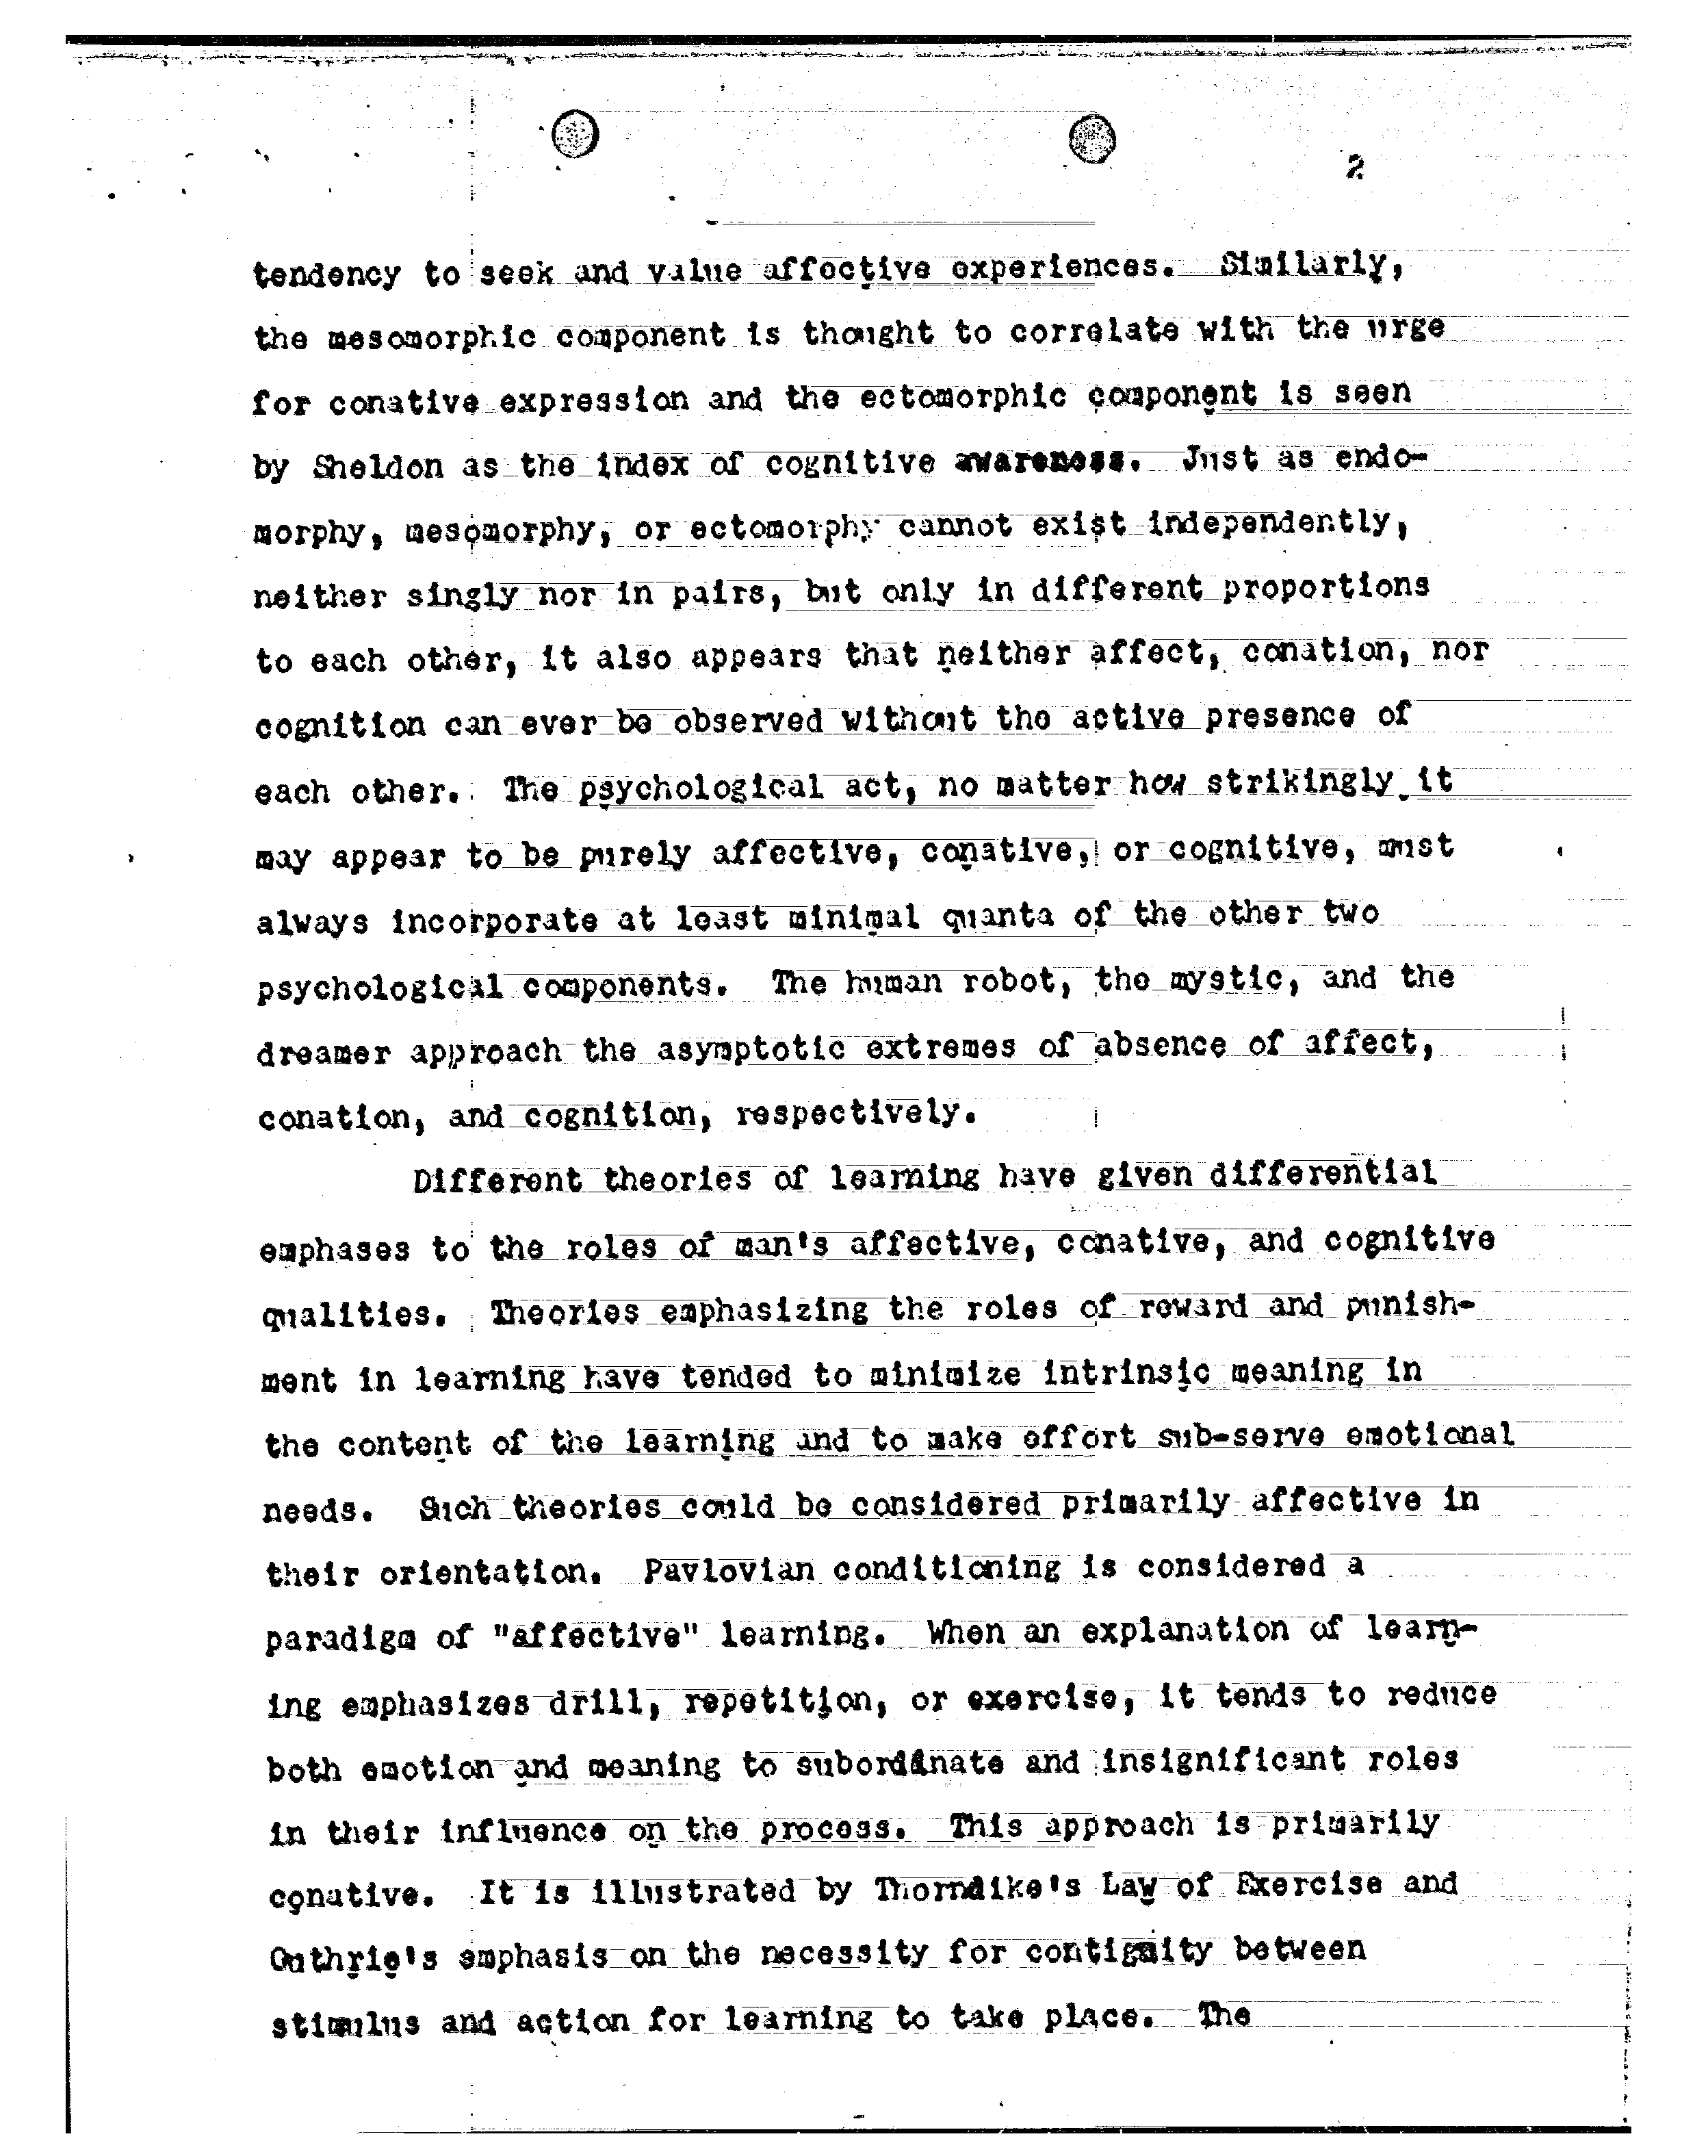 2
tendency to seek and value affective experiences. Similarly,
the mesomorphic component is thought to correlate with the urge
for conative expression and the ectomorphic component is seen
by Sheldon as the index of cognitive awareness. Just as endo-
morphy, mesomorphy, or ectomorphy cannot exist independently,
neither singly nor in pairs, but only in different proportions
to each other, it also appears that neither affect, conation, nor
cognition can ever be observed without the active presence of
each other. The psychological act, no matter how strikingly it
may appear to be purely affective, conative, or cognitive, must
always incorporate at least minimal quanta of the other two
psychological components. The human robot, the mystic, and the
dreamer approach the asymptotic extremes of absence of affect,
conation, and cognition, respectively.
Different theories of learning have given differential
emphases to the roles of man's affective, conative, and cognitive
qualities. Theories emphasizing the roles of reward and punish-
ment in learning have tended to minimize intrinsic meaning in
the content of the learning and to make effort sub-serve emotional
needs. Such theories could be considered primarily affective in
their orientation. Pavlovian conditioning is considered a
paradigm of "affective" learning. When an explanation of learn-
ing emphasizes drill, repetition, or exercise, it tends to reduce
both emotion and meaning to subordinate and insignificant roles
in their influence on the process. This approach is primarily
conative. It is illustrated by Thorndike's Law of Exercise and
Guthrie's emphasis on the necessity for contiguity between
stimulus and action for learning to take place. The